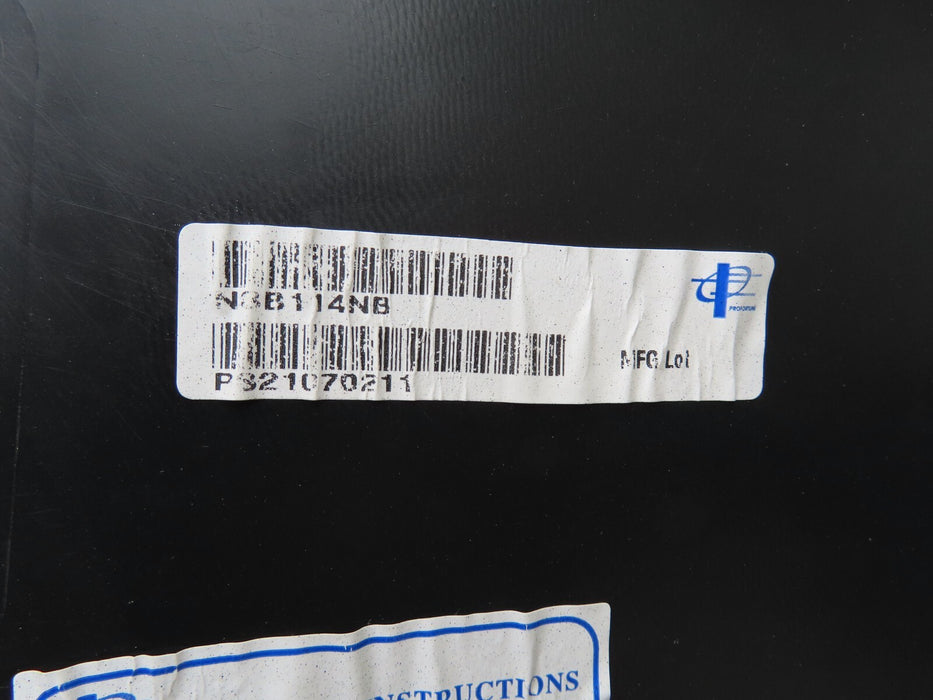 N3B114NB
PS21070211
MFG Lot
PROFORM
INSTRUCTIONS